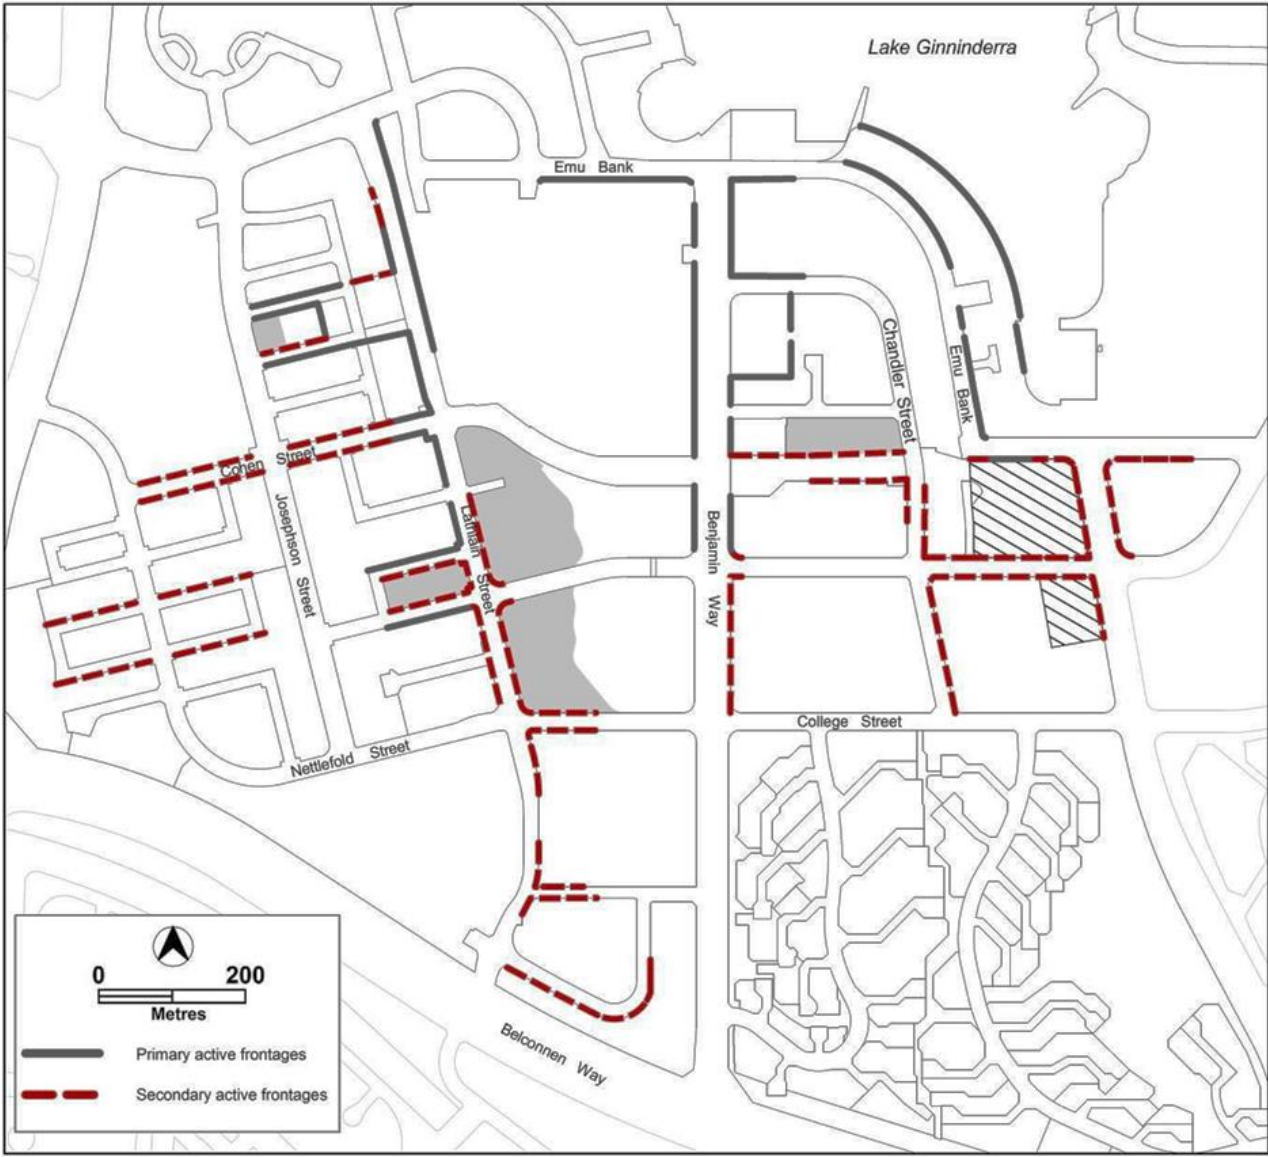 Lake Ginninderra
Emu Bank
Chandler Street
Emu Bank
Cohen Street
Josephson Street
Lathlain Street
Benjamin Way
College Street
Nettlefold Street
Belconnen Way
0 200
Metres
Primary active frontages
Secondary active frontages